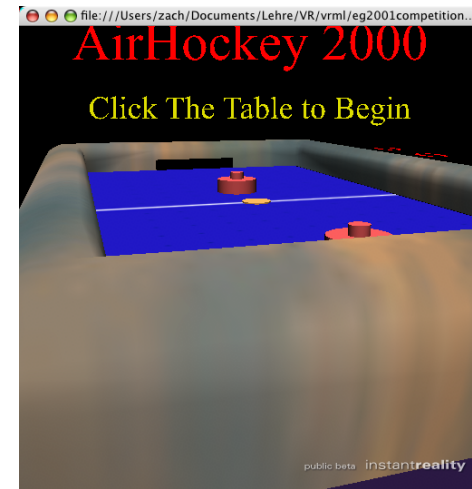 file:///Users/zach/Documents/Lehre/VR/vrml/eg2001competition...
AirHockey 2000
Click The Table to Begin
public beta instantreality